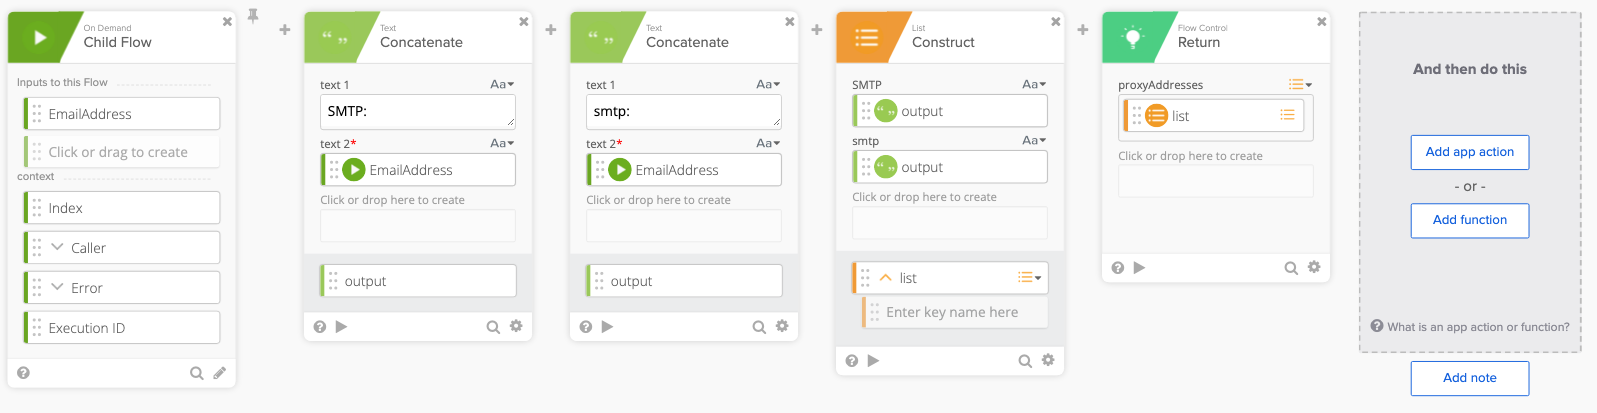 On Demand
Child Flow
Inputs to this Flow
EmailAddress
Click or drag to create
context
Index
Caller
Error
Execution ID
Text
Concatenate
text 1
Aa
SMTP:
text 2*
Aa
EmailAddress
Click or drop here to create
output
Text
Concatenate
text 1
Aa
smtp:
text 2*
Aa
EmailAddress
Click or drop here to create
output
List
Construct
SMTP
Aa
output
smtp
Aa
output
Click or drop here to create
list
Enter key name here
Flow Control
Return
proxyAddresses
list
Click or drop here to create
And then do this
Add app action
- or -
Add function
What is an app action or function?
Add note